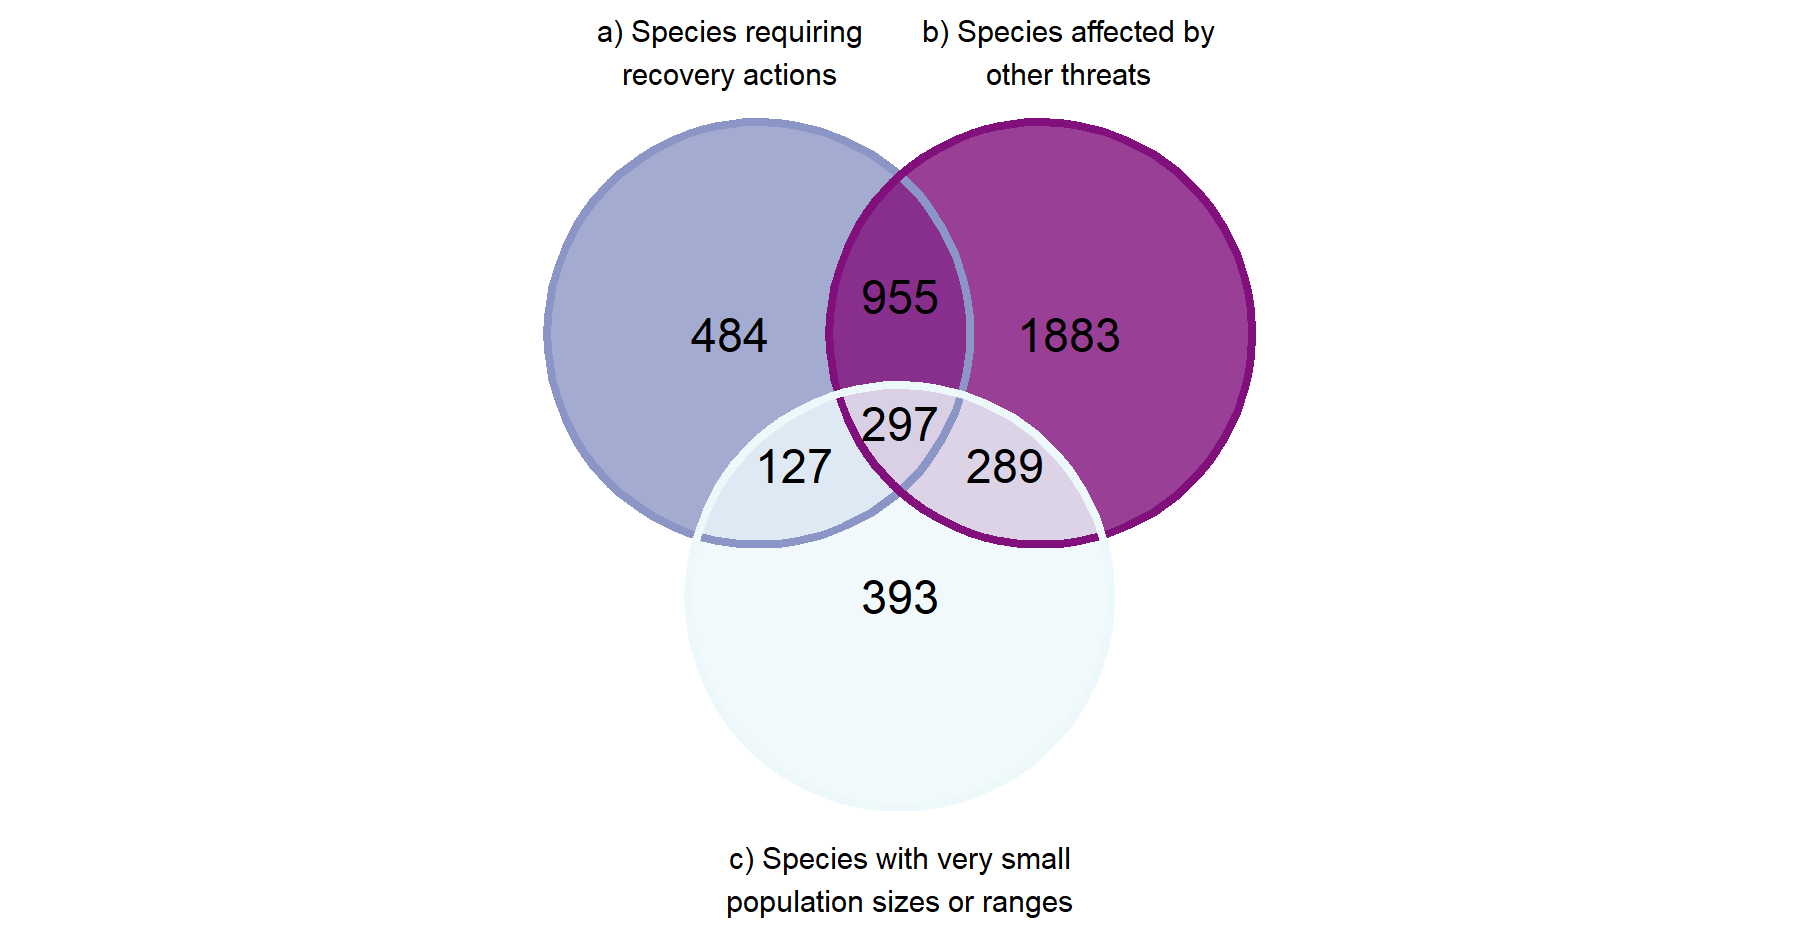 a) Species requiring
recovery actions
b) Species affected by
other threats
955
484
1883
297
127
289
393
c) Species with very small
population sizes or ranges